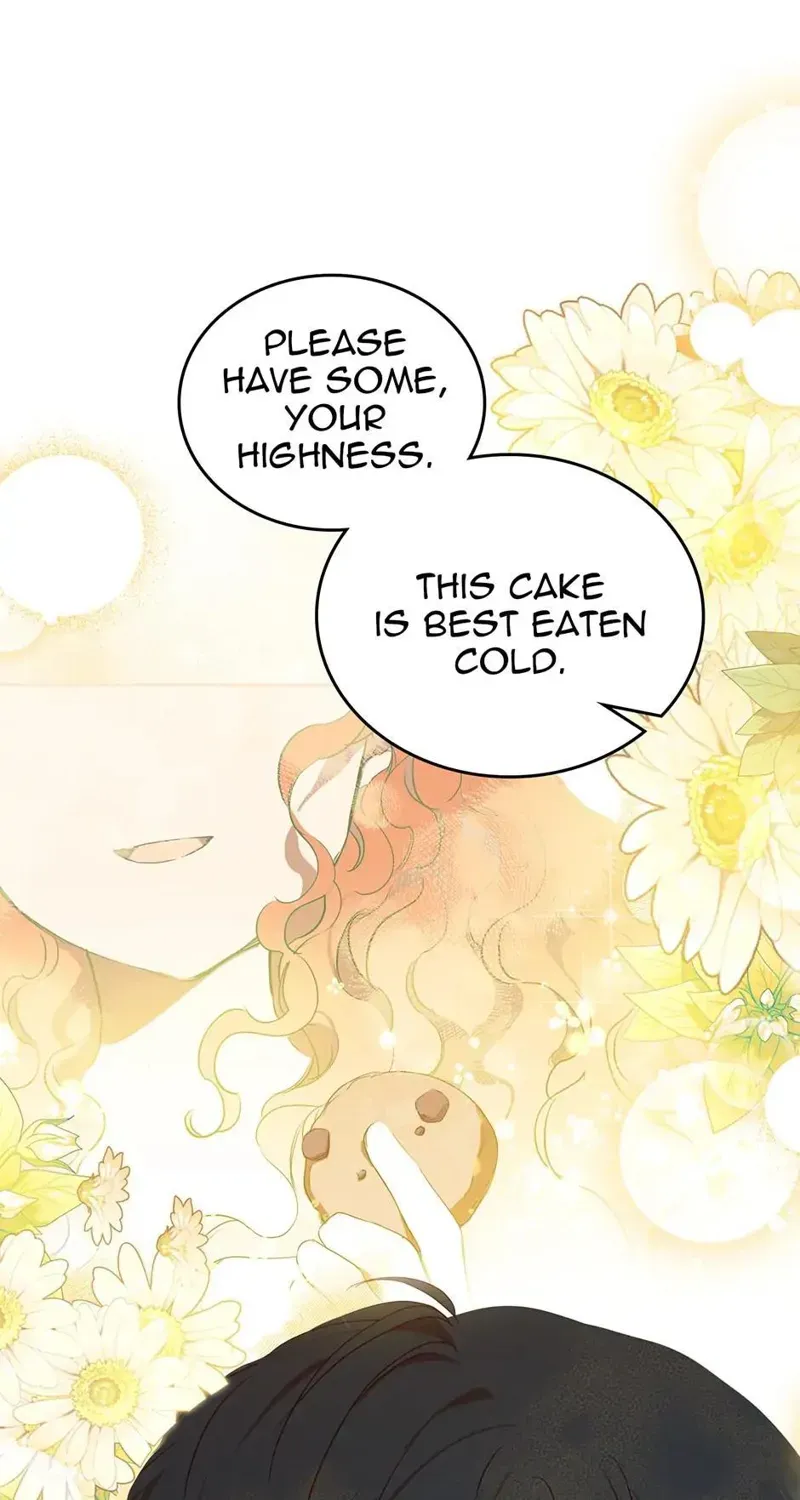 PLEASE
HAVE SOME,
YOUR
HIGHNESS.
THIS CAKE
IS BEST EATEN
COLD.